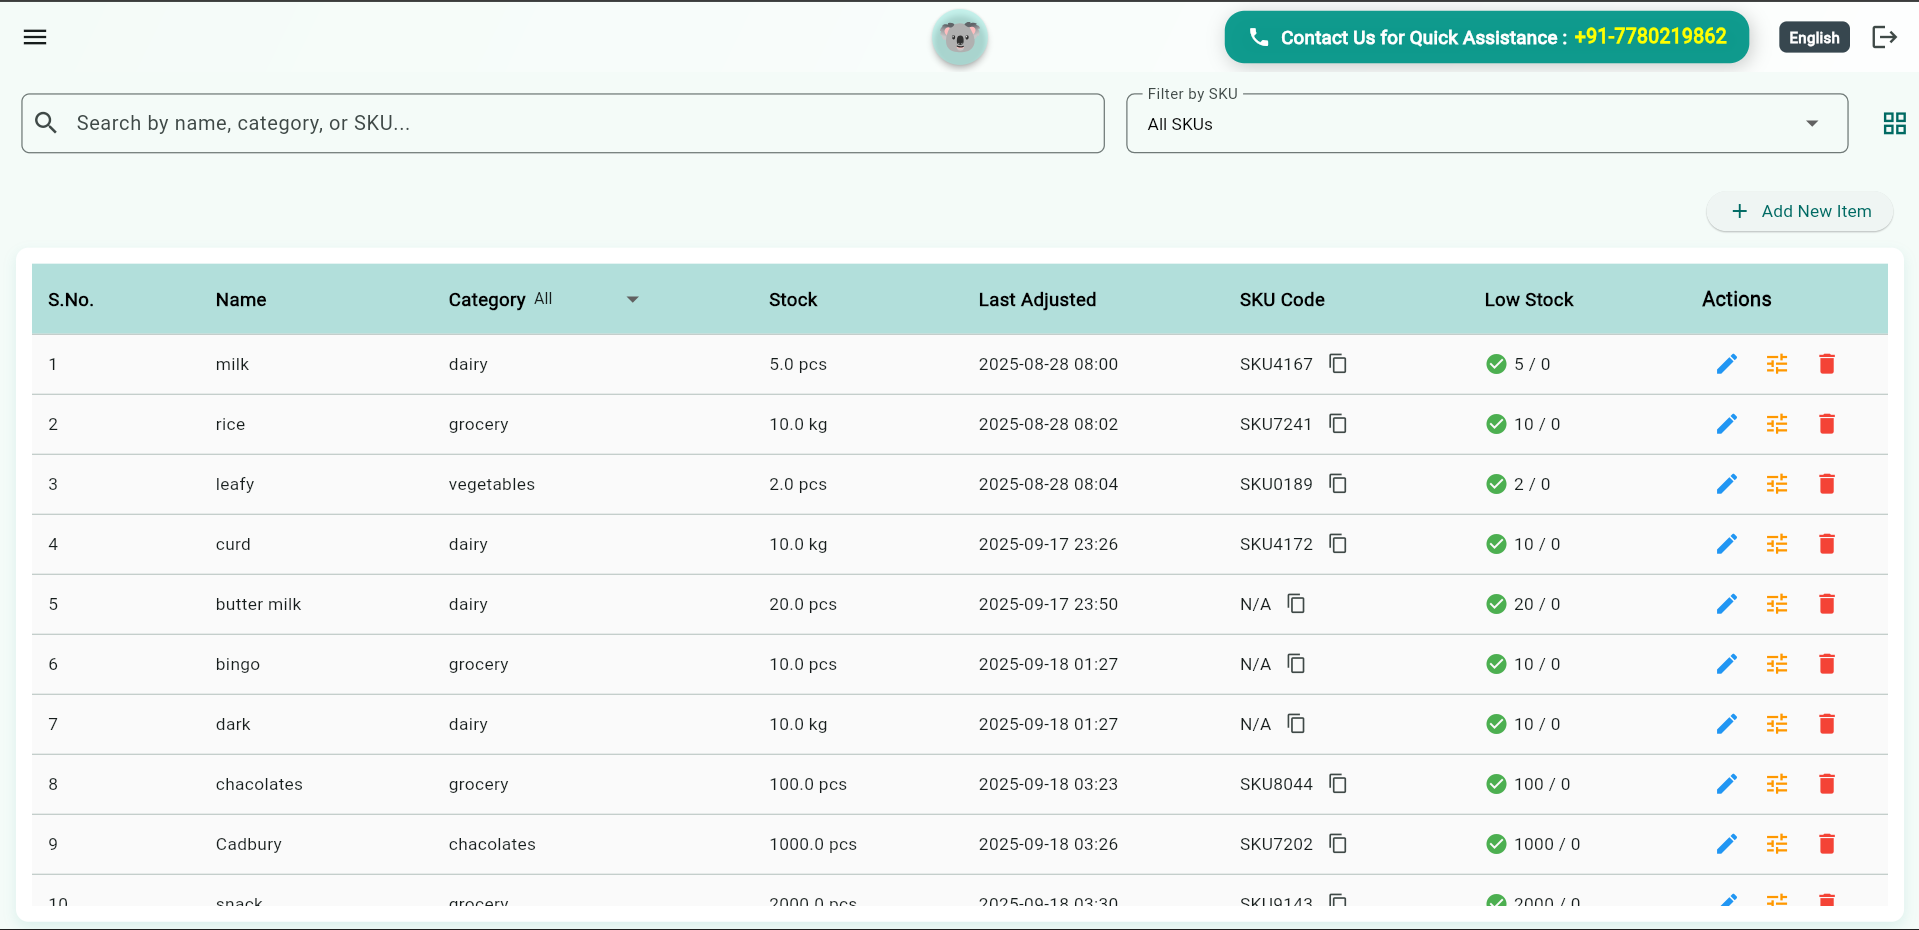 Contact Us for Quick Assistance : +91-7780219862 English
Search by name, category, or SKU...
Filter by SKU
All SKUs
Add New Item
S.No. Name Category All Stock Last Adjusted SKU Code Low Stock Actions
1 milk dairy 5.0 pcs 2025-08-28 08:00 SKU4167 5 / 0
2 rice grocery 10.0 kg 2025-08-28 08:02 SKU7241 10 / 0
3 leafy vegetables 2.0 pcs 2025-08-28 08:04 SKU0189 2 / 0
4 curd dairy 10.0 kg 2025-09-17 23:26 SKU4172 10 / 0
5 butter milk dairy 20.0 pcs 2025-09-17 23:50 N/A 20 / 0
6 bingo grocery 10.0 pcs 2025-09-18 01:27 N/A 10 / 0
7 dark dairy 10.0 kg 2025-09-18 01:27 N/A 10 / 0
8 chacolates grocery 100.0 pcs 2025-09-18 03:23 SKU8044 100 / 0
9 Cadbury chacolates 1000.0 pcs 2025-09-18 03:26 SKU7202 1000 / 0
10 snack grocery 2000.0 pcs 2025-09-18 03:30 SKU9143 2000 / 0